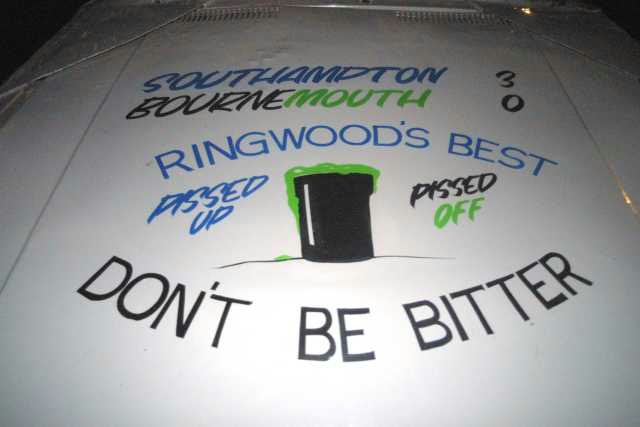 SOUTHAMPTON 3
BOURNEMOUTH 0
RINGWOOD'S BEST
PISSED UP
PISSED OFF
DON'T BE BITTER